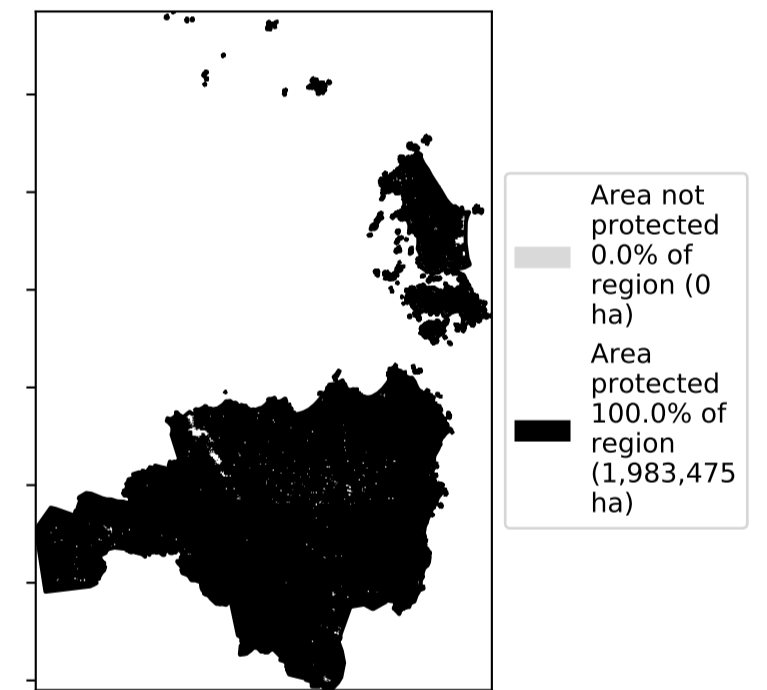 Area not
protected
0.0% of
region (0
ha)
Area
protected
100.0% of
region
(1,983,475
ha)